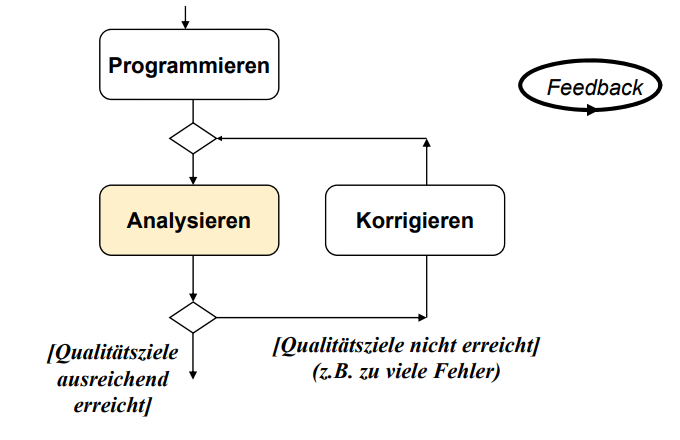 Programmieren
Feedback
Analysieren
Korrigieren
[Qualitätsziele
ausreichend
erreicht]
[Qualitätsziele nicht erreicht]
(z.B. zu viele Fehler)